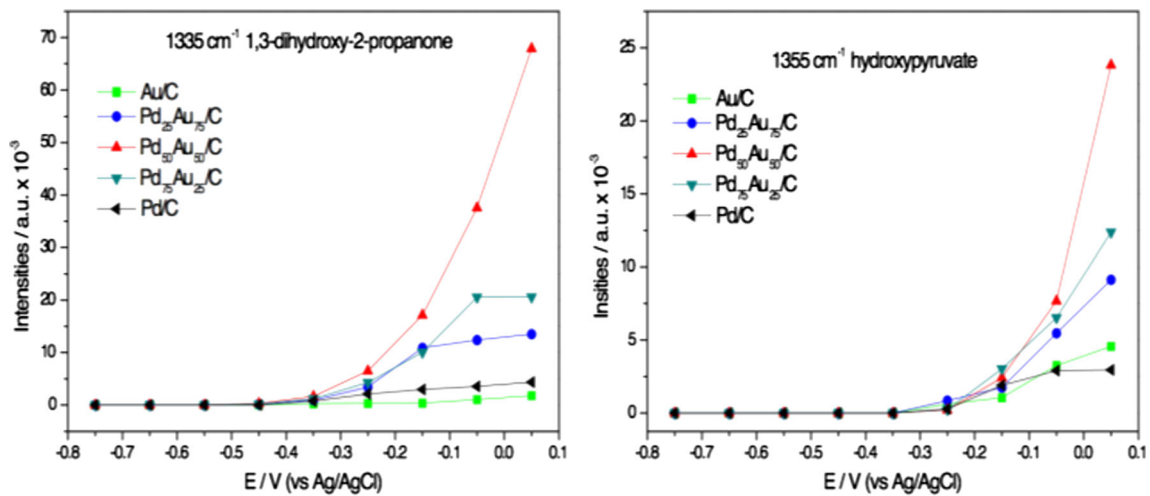 1335 cm⁻¹ 1,3-dihydroxy-2-propanone
Au/C
Pd₂₅Au₇₅/C
Pd₅₀Au₅₀/C
Pd₇₅Au₂₅/C
Pd/C
Intensities / a.u. x 10⁻³
70
60
50
40
30
20
10
0
-0.8 -0.7 -0.6 -0.5 -0.4 -0.3 -0.2 -0.1 0.0 0.1
E / V (vs Ag/AgCl)
1355 cm⁻¹ hydroxypyruvate
Au/C
Pd₂₅Au₇₅/C
Pd₅₀Au₅₀/C
Pd₇₅Au₂₅/C
Pd/C
Insities / a.u. x 10⁻³
25
20
15
10
5
0
-0.8 -0.7 -0.6 -0.5 -0.4 -0.3 -0.2 -0.1 0.0 0.1
E / V (vs Ag/AgCl)